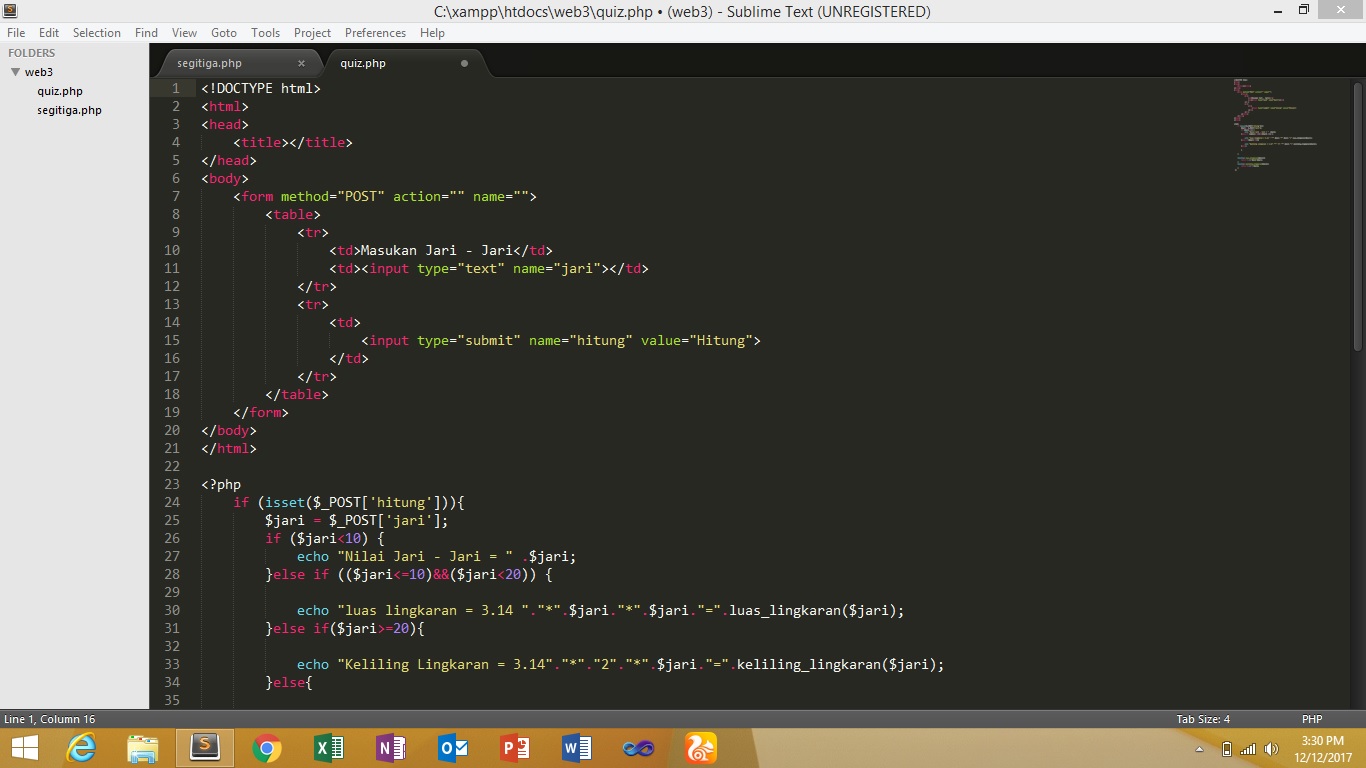 C:\xampp\htdocs\web3\quiz.php • (web3) - Sublime Text (UNREGISTERED)
File Edit Selection Find View Goto Tools Project Preferences Help
FOLDERS
web3
quiz.php
segitiga.php
segitiga.php × quiz.php
1 <!DOCTYPE html>
2 <html>
3 <head>
4     <title></title>
5 </head>
6 <body>
7     <form method="POST" action="" name="">
8         <table>
9             <tr>
10                 <td>Masukan Jari - Jari</td>
11                 <td><input type="text" name="jari"></td>
12             </tr>
13             <tr>
14                 <td>
15                     <input type="submit" name="hitung" value="Hitung">
16                 </td>
17             </tr>
18         </table>
19     </form>
20 </body>
21 </html>
22
23 <?php
24     if (isset($_POST['hitung'])){
25         $jari = $_POST['jari'];
26         if ($jari<10) {
27             echo "Nilai Jari - Jari = " .$jari;
28         }else if (($jari<=10)&&($jari<20)) {
29
30             echo "luas lingkaran = 3.14 "."*".$jari."*".$jari."=".luas_lingkaran($jari);
31         }else if($jari>=20){
32
33             echo "Keliling Lingkaran = 3.14"."*"."2"."*".$jari."=".keliling_lingkaran($jari);
34         }else{
35
Line 1, Column 16
Tab Size: 4
PHP
3:30 PM
12/12/2017